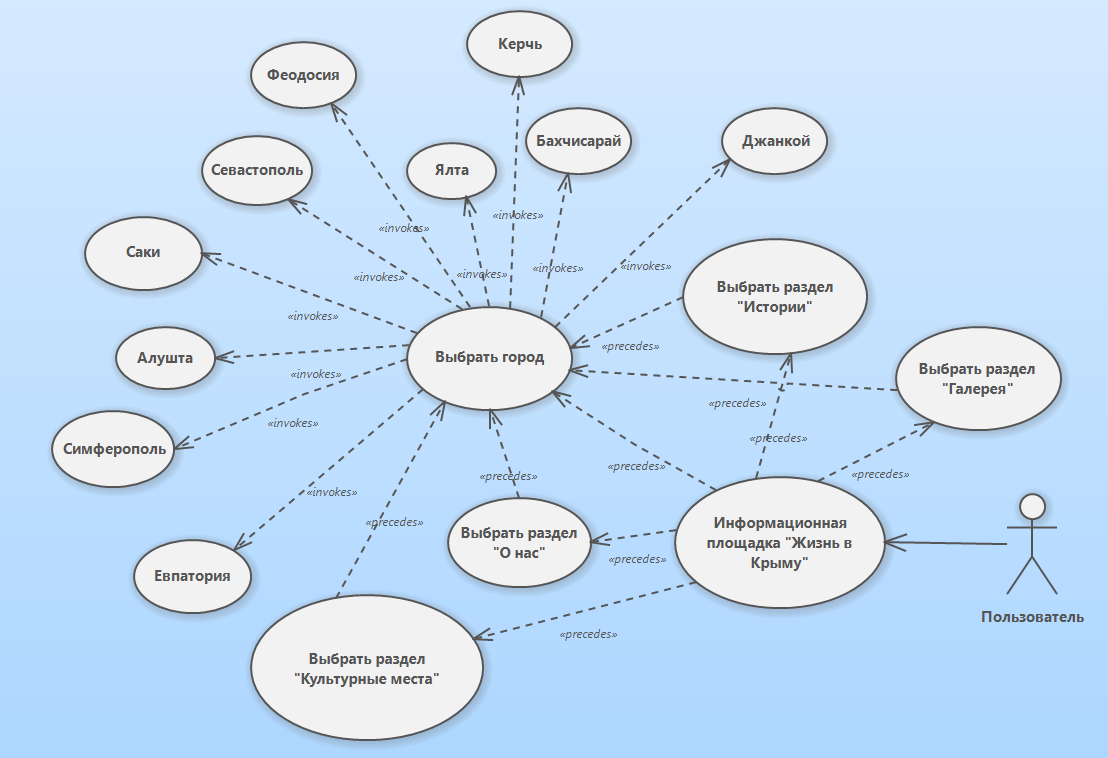 Керчь
Феодосия
Бахчисарай
Джанкой
Севастополь
Ялта
«invokes»
«invokes»
Саки
«invokes»
«invokes»
«invokes»
«invokes»
Выбрать раздел
"Истории"
«invokes»
Алушта
Выбрать город
«precedes»
«invokes»
Выбрать раздел
"Галерея"
«precedes»
«invokes»
«precedes»
Симферополь
«precedes»
«precedes»
«precedes»
«invokes»
«precedes»
Выбрать раздел
"О нас"
Информационная
площадка "Жизнь в
Крыму"
«precedes»
Евпатория
Пользователь
«precedes»
Выбрать раздел
"Культурные места"